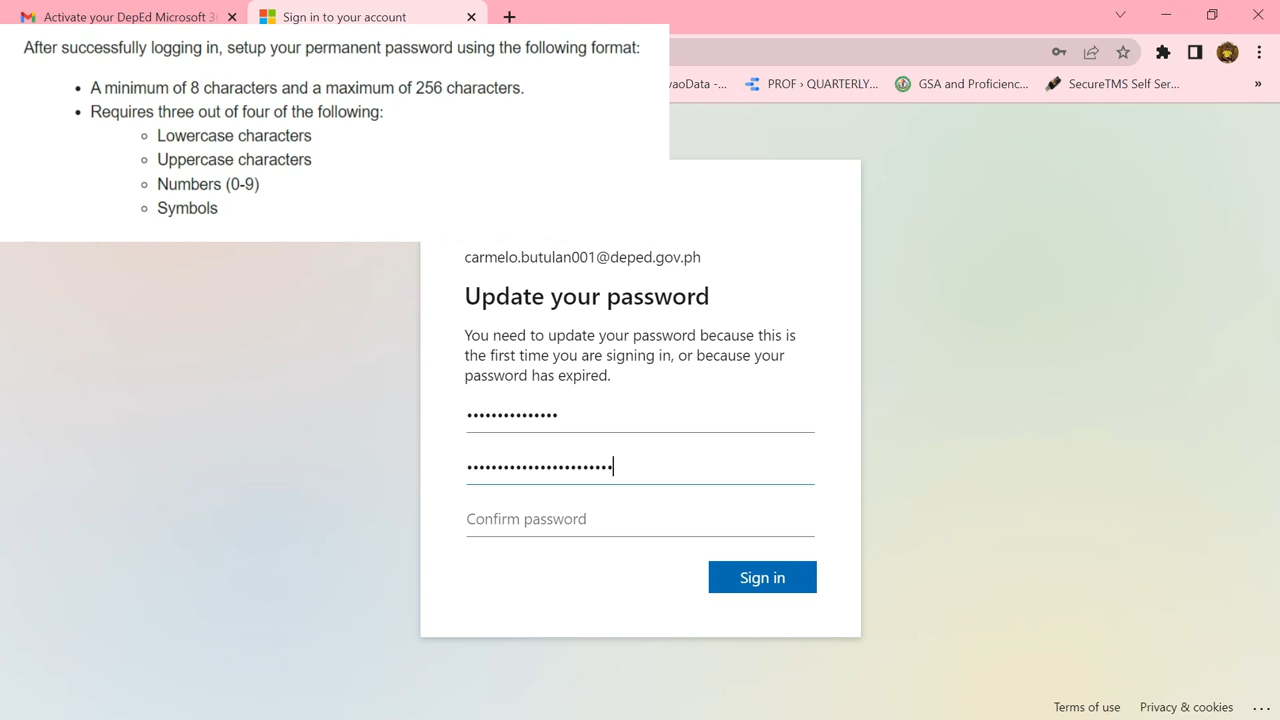 Activate your DepEd Microsoft 36
Sign in to your account
After successfully logging in, setup your permanent password using the following format:
• A minimum of 8 characters and a maximum of 256 characters.
• Requires three out of four of the following:
○ Lowercase characters
○ Uppercase characters
○ Numbers (0-9)
○ Symbols
vaoData - ...
PROF › QUARTERLY...
GSA and Proficienc...
SecureTMS Self Ser...
»
carmelo.butulan001@deped.gov.ph
Update your password
You need to update your password because this is
the first time you are signing in, or because your
password has expired.
•••••••••••••••
••••••••••••••••••••••••
Confirm password
Sign in
Terms of use
Privacy & cookies
...